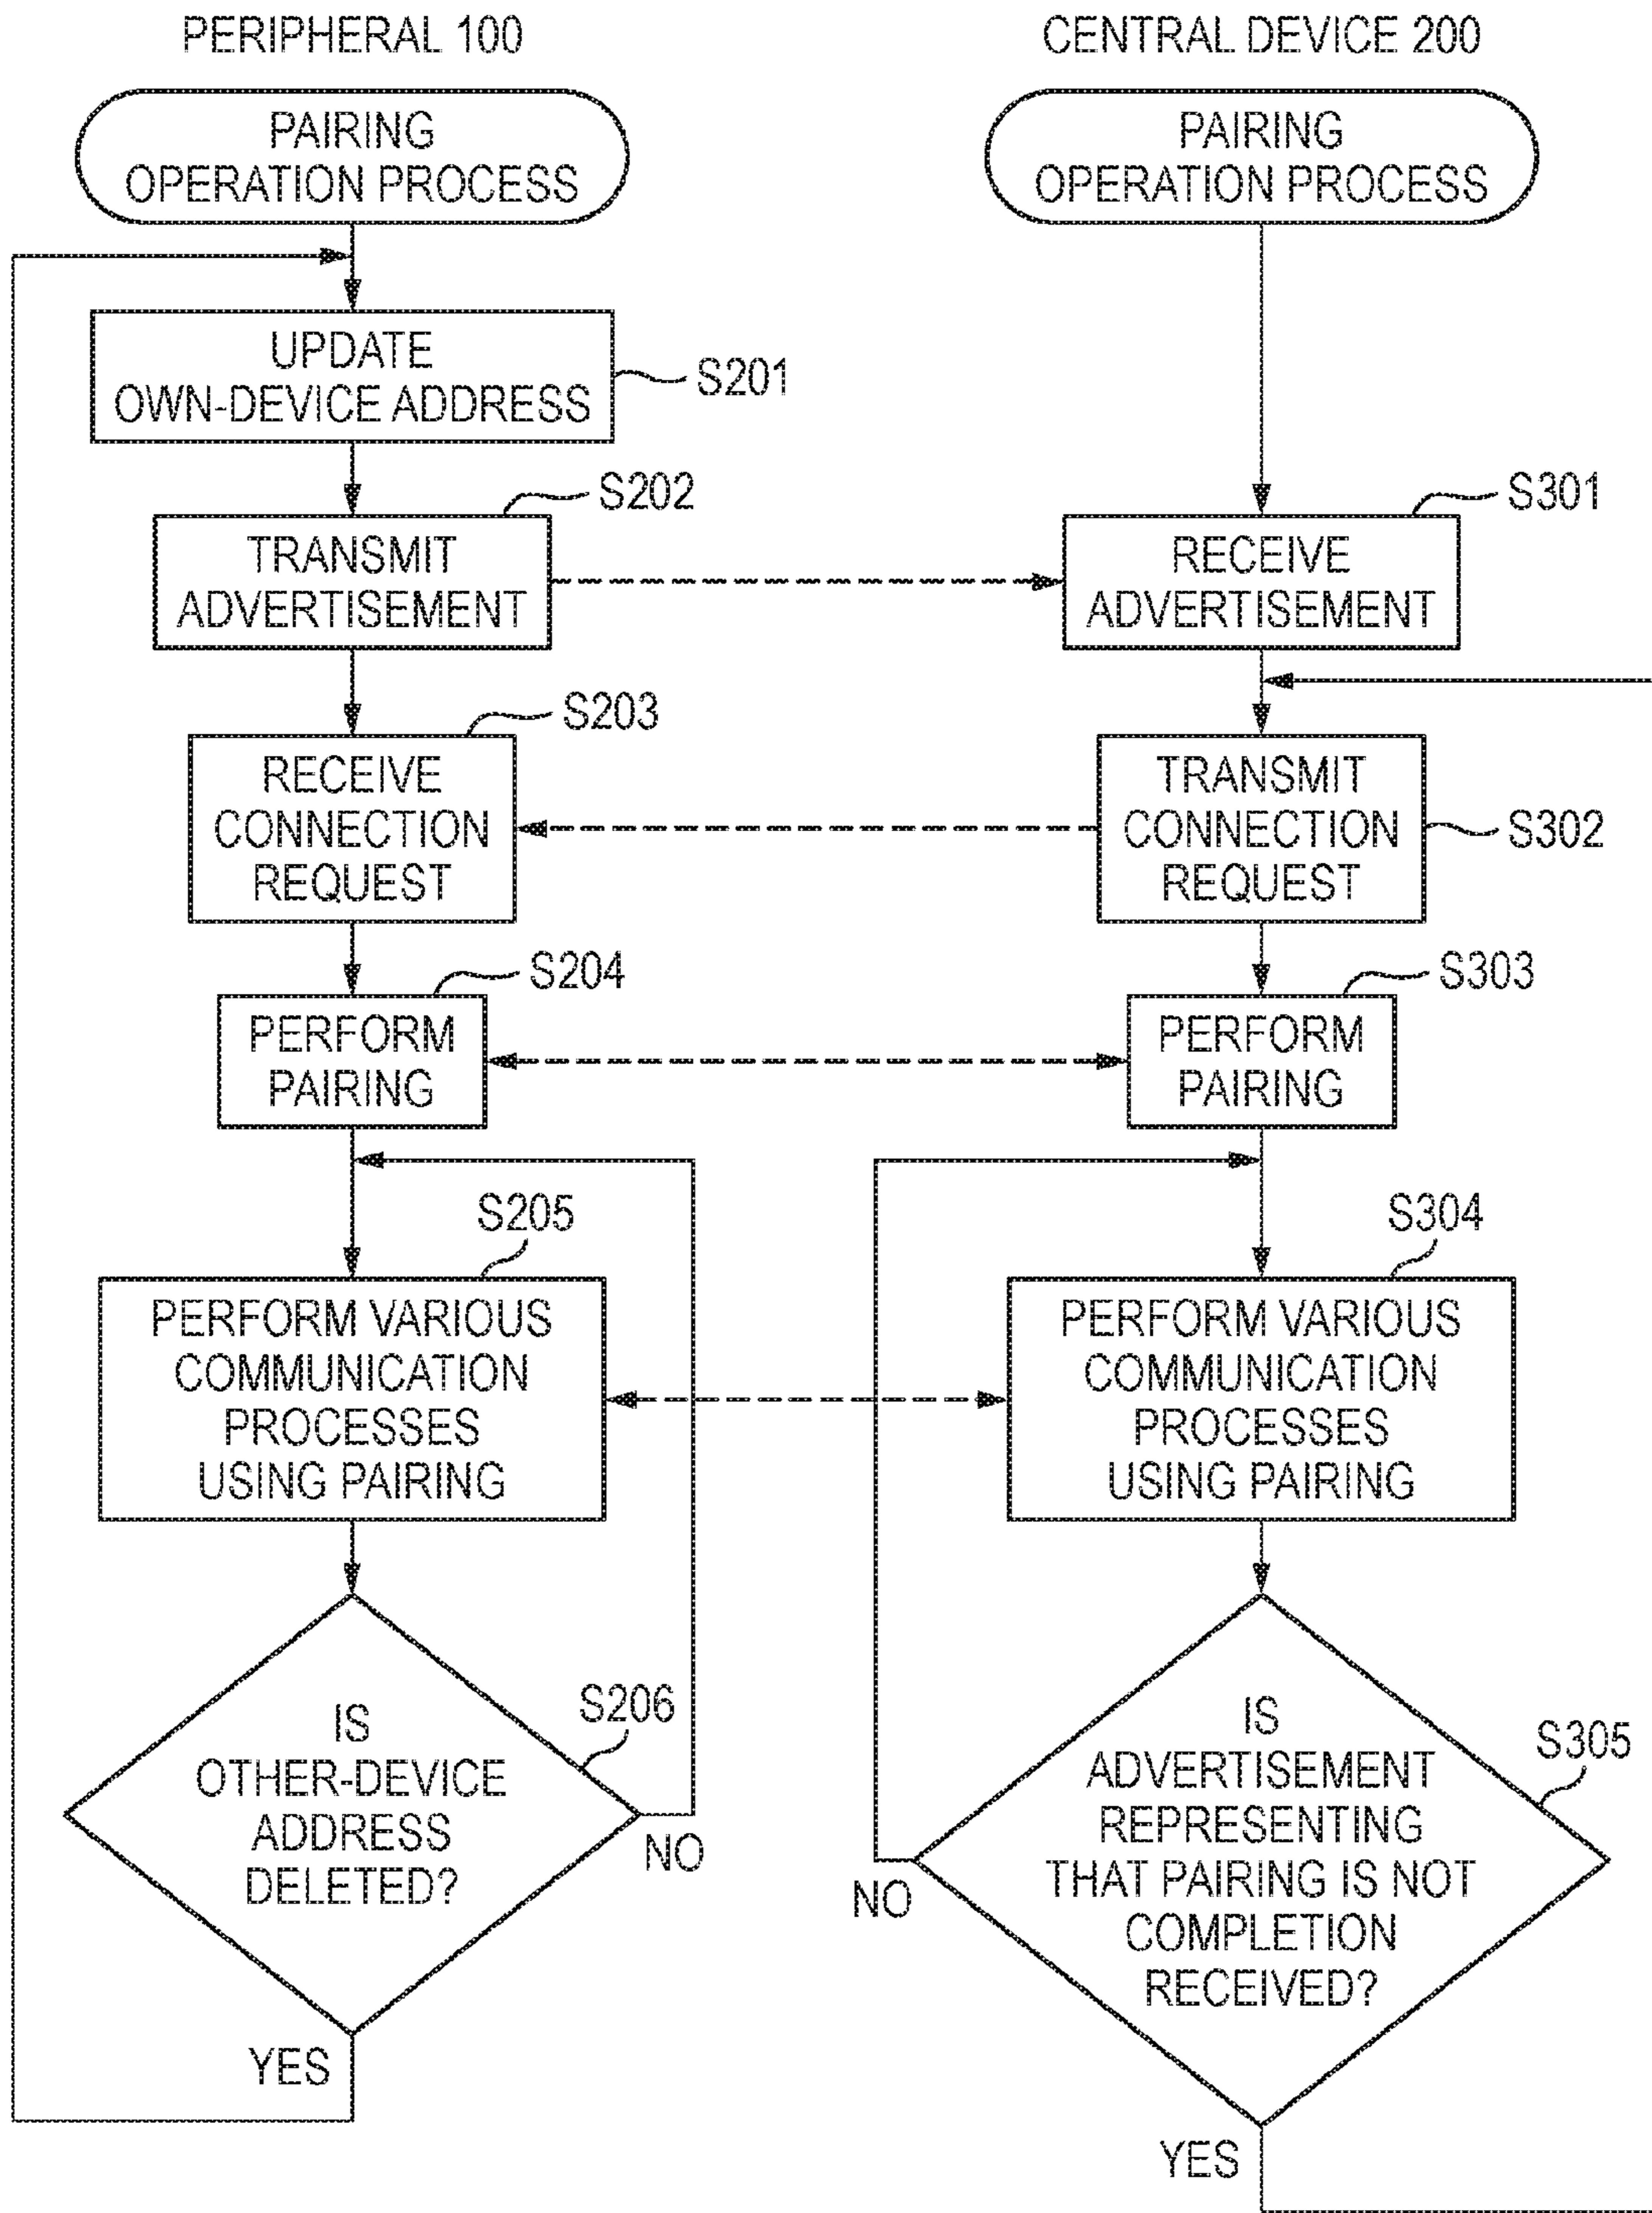 PERIPHERAL 100
PAIRING
OPERATION PROCESS
UPDATE
OWN-DEVICE ADDRESS
S201
S202
TRANSMIT
ADVERTISEMENT
S203
RECEIVE
CONNECTION
REQUEST
S204
PERFORM
PAIRING
S205
PERFORM VARIOUS
COMMUNICATION
PROCESSES
USING PAIRING
S206
IS
OTHER-DEVICE
ADDRESS
DELETED?
NO
YES
CENTRAL DEVICE 200
PAIRING
OPERATION PROCESS
S301
RECEIVE
ADVERTISEMENT
TRANSMIT
CONNECTION
REQUEST
S302
S303
PERFORM
PAIRING
S304
PERFORM VARIOUS
COMMUNICATION
PROCESSES
USING PAIRING
S305
IS
ADVERTISEMENT
REPRESENTING
THAT PAIRING IS NOT
COMPLETION
RECEIVED?
NO
YES